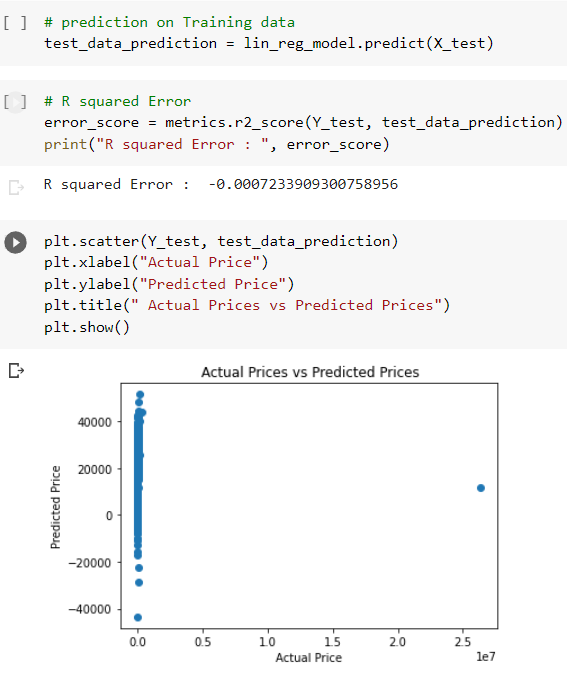 [ ] # prediction on Training data
test_data_prediction = lin_reg_model.predict(X_test)
[ ] # R squared Error
error_score = metrics.r2_score(Y_test, test_data_prediction)
print("R squared Error : ", error_score)
R squared Error :  -0.0007233909300758956
plt.scatter(Y_test, test_data_prediction)
plt.xlabel("Actual Price")
plt.ylabel("Predicted Price")
plt.title(" Actual Prices vs Predicted Prices")
plt.show()
Actual Prices vs Predicted Prices
Predicted Price
40000
20000
0
−20000
−40000
0.0 0.5 1.0 1.5 2.0 2.5
1e7
Actual Price